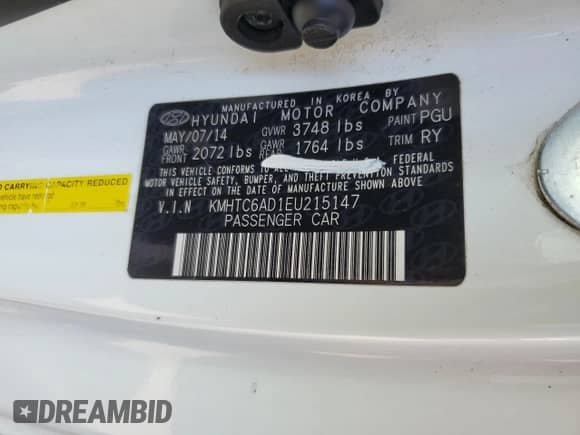 MANUFACTURED IN KOREA BY
HYUNDAI MOTOR COMPANY
MAY/07/14 GVWR 3748 lbs PAINT PGU
GAWR FRONT 2072 lbs GAWR 1764 lbs TRIM RY
THIS VEHICLE CONFORMS TO FEDERAL
MOTOR VEHICLE SAFETY, BUMPER, AND THEFT PREVENTION STANDARDS
IN EFFECT ON THE DATE OF MANUFACTURE SHOWN ABOVE.
V.I.N KMHTC6AD1EU215147
PASSENGER CAR
CAPACITY REDUCED
DREAMBID